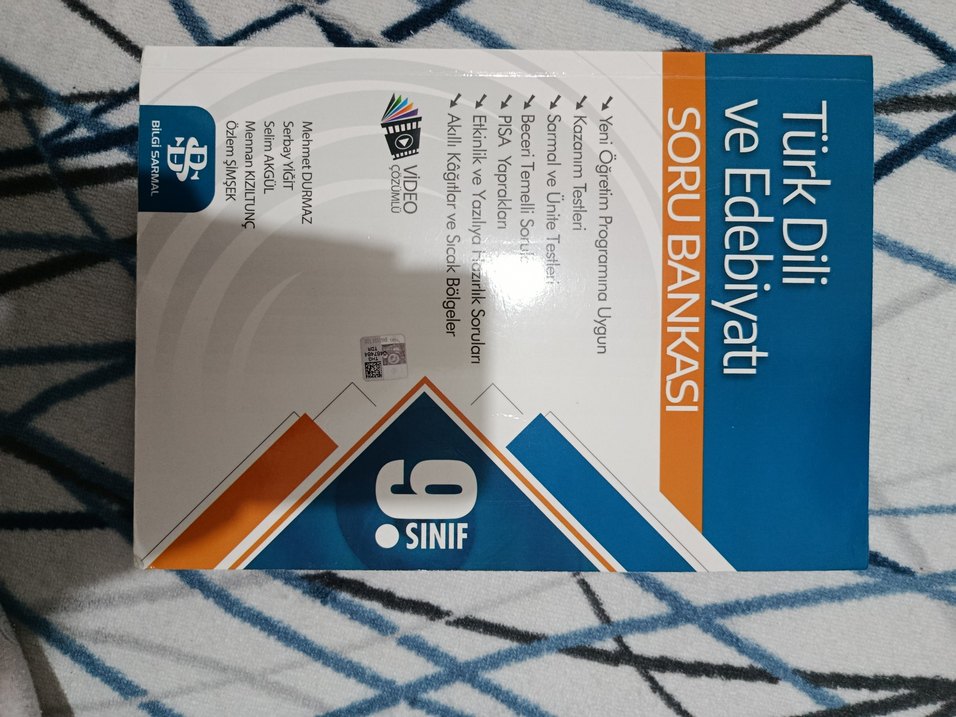 Türk Dili
ve Edebiyatı
SORU BANKASI
Yeni Öğretim Programına Uygun
Kazanım Testleri
Sarmal ve Ünite Testleri
Beceri Temelli
PISA Yaprakları
Etkinlik ve Yazılıya Hazırlık Soruları
Akıllı Kâğıtlar ve Sıcak Bölgeler
VİDEO
ÇÖZÜMLÜ
9.
SINIF
Mehmet DURMAZ
Serbay YİĞİT
Selim AKGÜL
Mennan KIZILTUNÇ
Özlem ŞİMŞEK
BİLGİ SARMAL